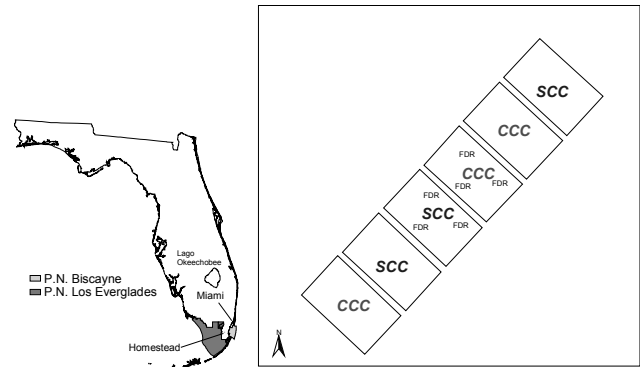 Lago
Okeechobee
P.N. Biscayne
P.N. Los Everglades
Miami
Homestead
SCC
CCC
FDR
CCC
FDR
FDR
FDR
SCC
FDR
FDR
SCC
CCC
N